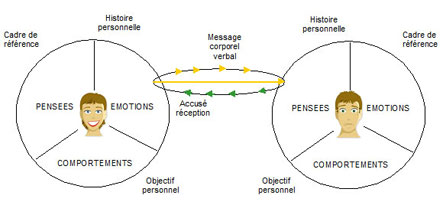 Histoire
personnelle
Cadre de
référence
Message
corporel
verbal
Histoire
personnelle
Cadre de
référence
PENSEES
EMOTIONS
COMPORTEMENTS
Accusé
réception
PENSEES
EMOTIONS
COMPORTEMENTS
Objectif
personnel
Objectif
personnel